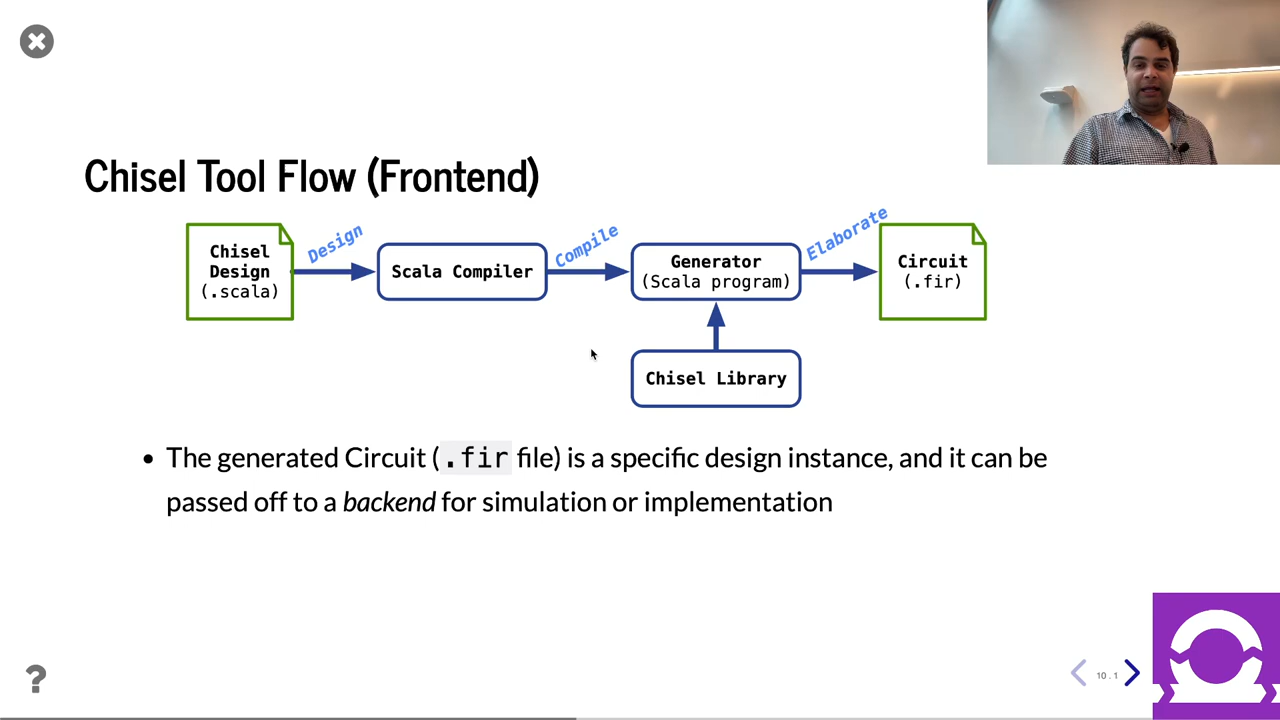 Chisel Tool Flow (Frontend)
Chisel
Design
(.scala)
Design
Scala Compiler
Compile
Generator
(Scala program)
Elaborate
Circuit
(.fir)
Chisel Library
• The generated Circuit (.fir file) is a specific design instance, and it can be
passed off to a backend for simulation or implementation
?
10.1